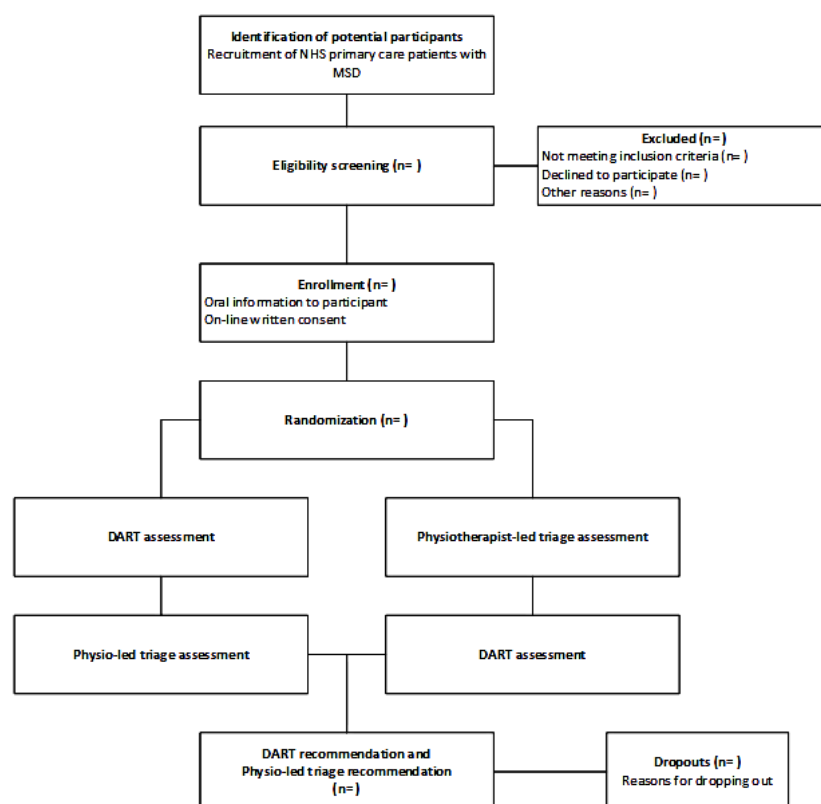 Identification of potential participants
Recruitment of NHS primary care patients with
MSD
Eligibility screening (n= )
Excluded (n= )
Not meeting inclusion criteria (n= )
Declined to participate (n= )
Other reasons (n= )
Enrollment (n= )
Oral information to participant
On-line written consent
Randomization (n= )
DART assessment
Physiotherapist-led triage assessment
Physio-led triage assessment
DART assessment
DART recommendation and
Physio-led triage recommendation
(n= )
Dropouts (n= )
Reasons for dropping out